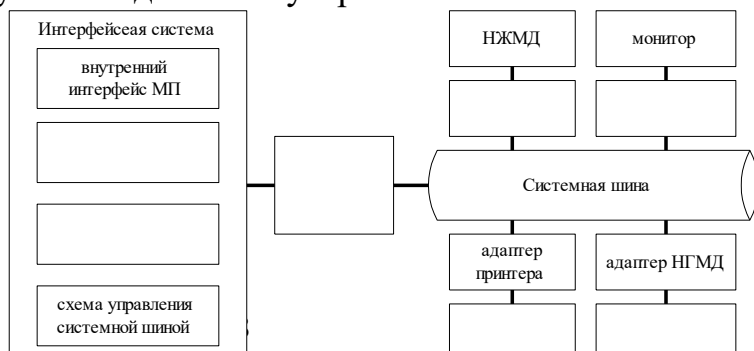 Интерфейсеая система
внутренний
интерфейс МП
схема управления
системной шиной
НЖМД
монитор
Системная шина
адаптер
принтера
адаптер НГМД